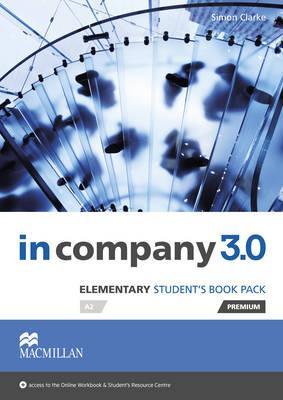 Simon Clarke
in company 3.0
ELEMENTARY STUDENT'S BOOK PACK
A2 PREMIUM
MACMILLAN
+ access to the Online Workbook & Student's Resource Centre